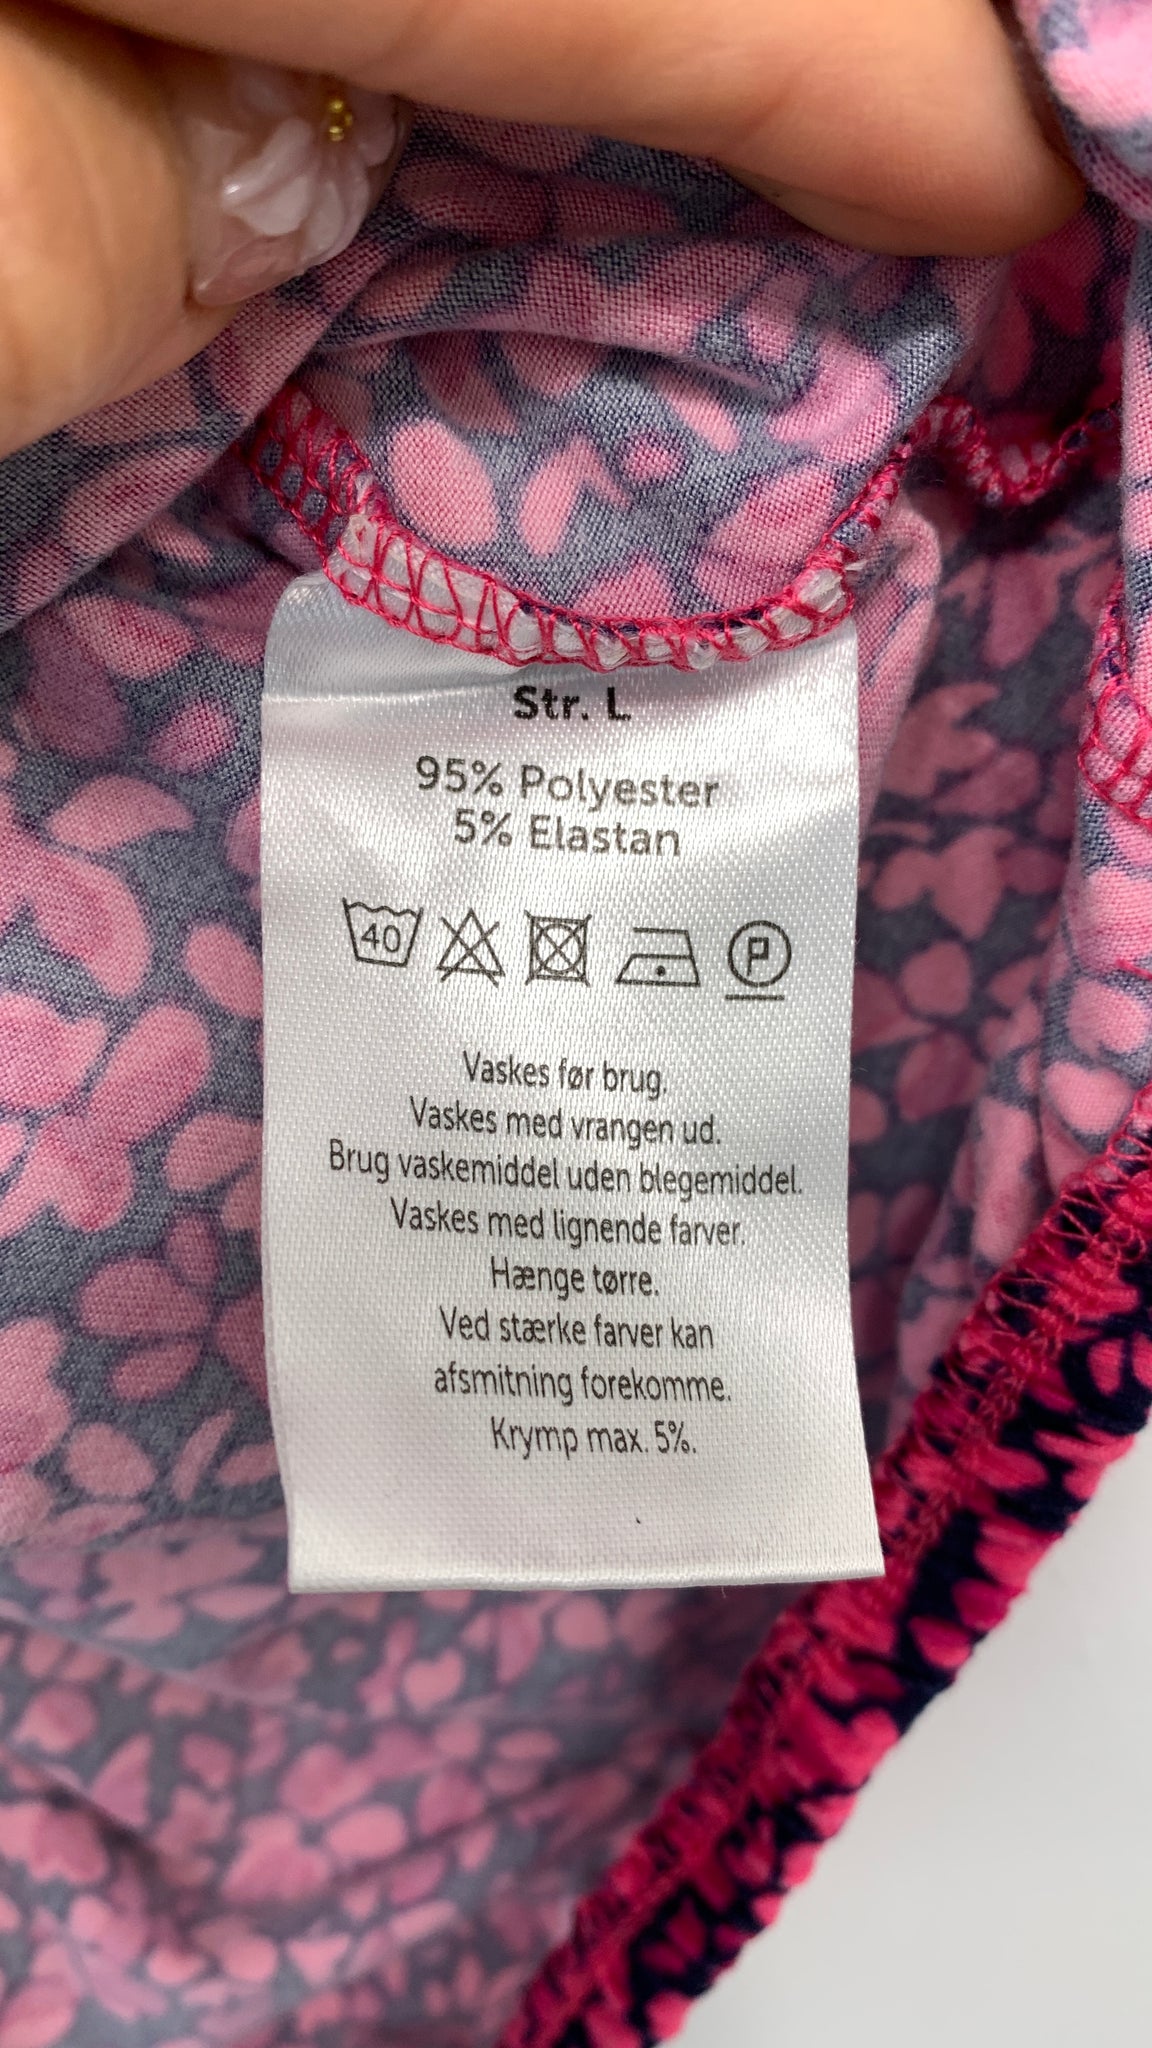 Str. L
95% Polyester
5% Elastan
40 P
Vaskes før brug.
Vaskes med vrangen ud.
Brug vaskemiddel uden blegemiddel.
Vaskes med lignende farver.
Hænge tørre.
Ved stærke farver kan
afsmitning forekomme.
Krymp max. 5%.